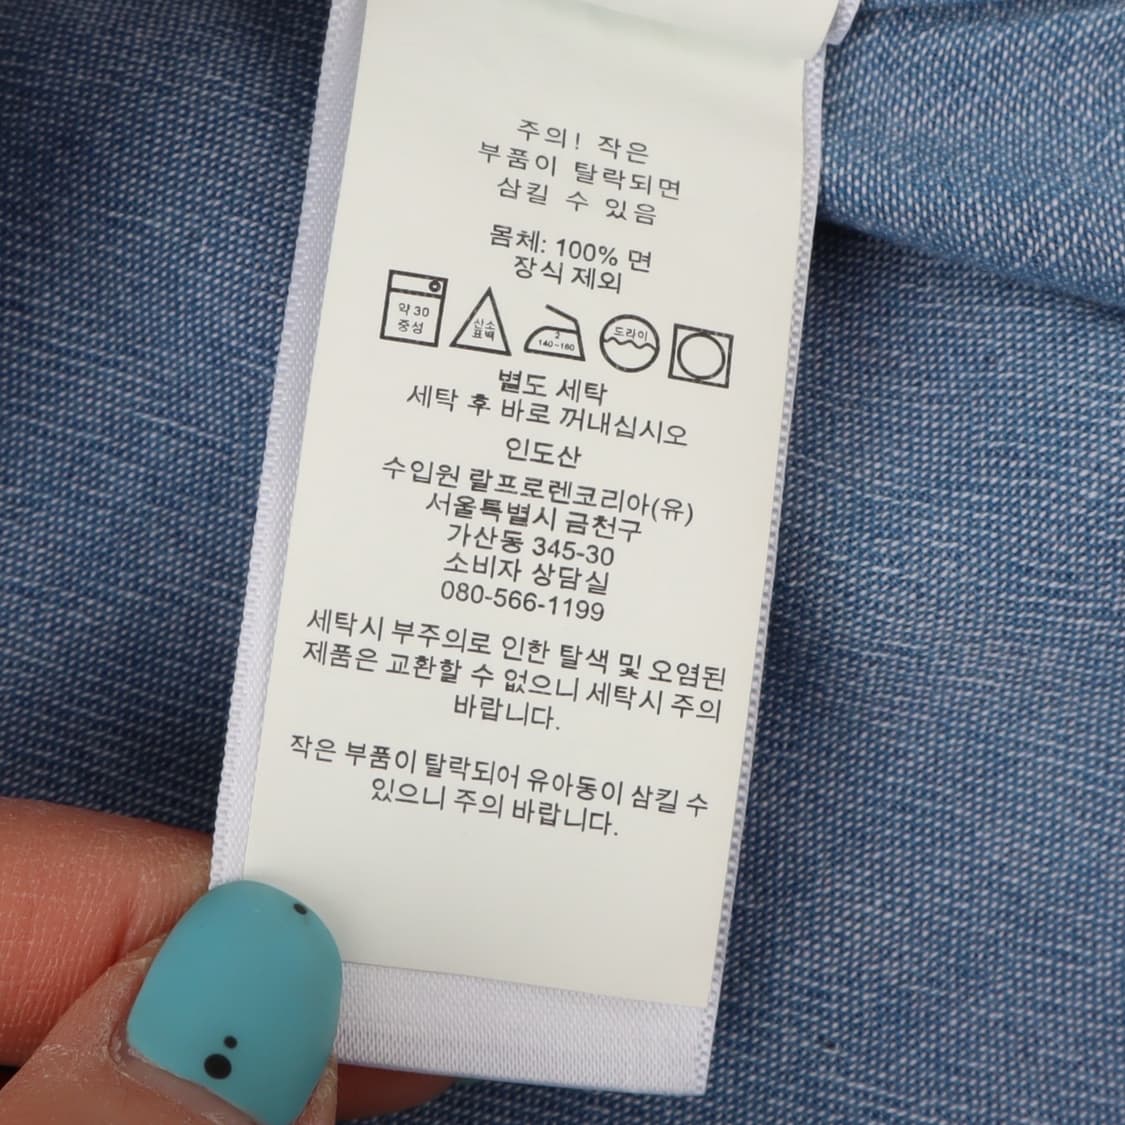 주의! 작은
부품이 탈락되면
삼킬 수 있음
몸체: 100% 면
장식 제외
약 30
중성
산소
표백
2
140~160
드라이
별도 세탁
세탁 후 바로 꺼내십시오
인도산
수입원 랄프로렌코리아(유)
서울특별시 금천구
가산동 345-30
소비자 상담실
080-566-1199
세탁시 부주의로 인한 탈색 및 오염된
제품은 교환할 수 없으니 세탁시 주의
바랍니다.
작은 부품이 탈락되어 유아동이 삼킬 수
있으니 주의 바랍니다.